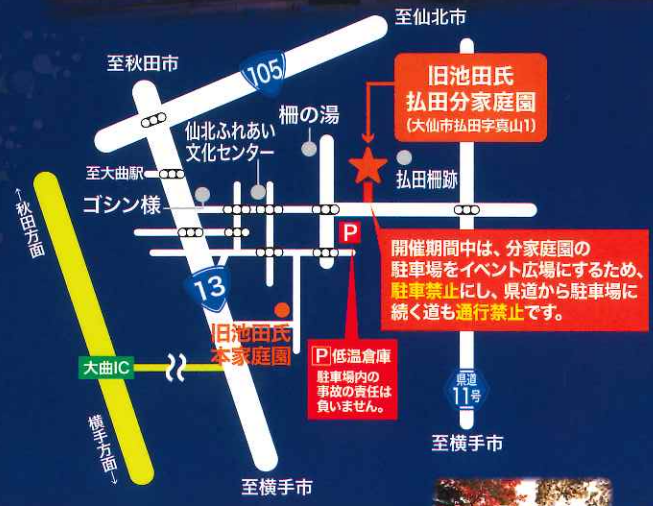 至仙北市
至秋田市
105
旧池田氏
払田分家庭園
(大仙市払田字真山1)
柵の湯
仙北ふれあい
文化センター
至大曲駅
払田柵跡
ゴシン様
←秋田方面
P
開催期間中は、分家庭園の
駐車場をイベント広場にするため、
駐車禁止にし、県道から駐車場に
続く道も通行禁止です。
13
旧池田氏
本家庭園
P低温倉庫
駐車場内の
事故の責任は
負いません。
大曲IC
県道
11号
横手方面→
至横手市
至横手市